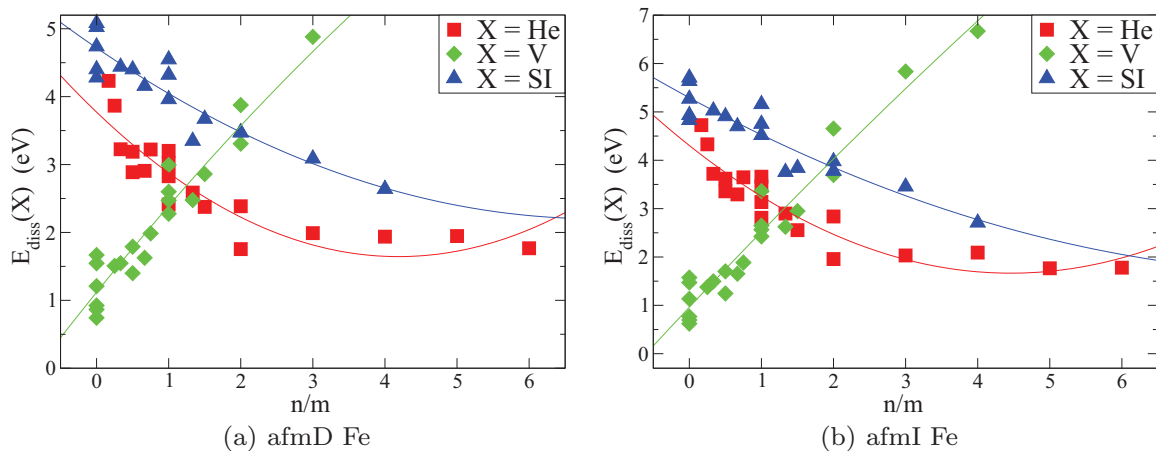 5
4
3
2
1
0
E_diss(X) (eV)
X = He
X = V
X = SI
0 1 2 3 4 5 6
n/m
(a) afmD Fe
7
6
5
4
3
2
1
0
E_diss(X) (eV)
X = He
X = V
X = SI
0 1 2 3 4 5 6
n/m
(b) afmI Fe